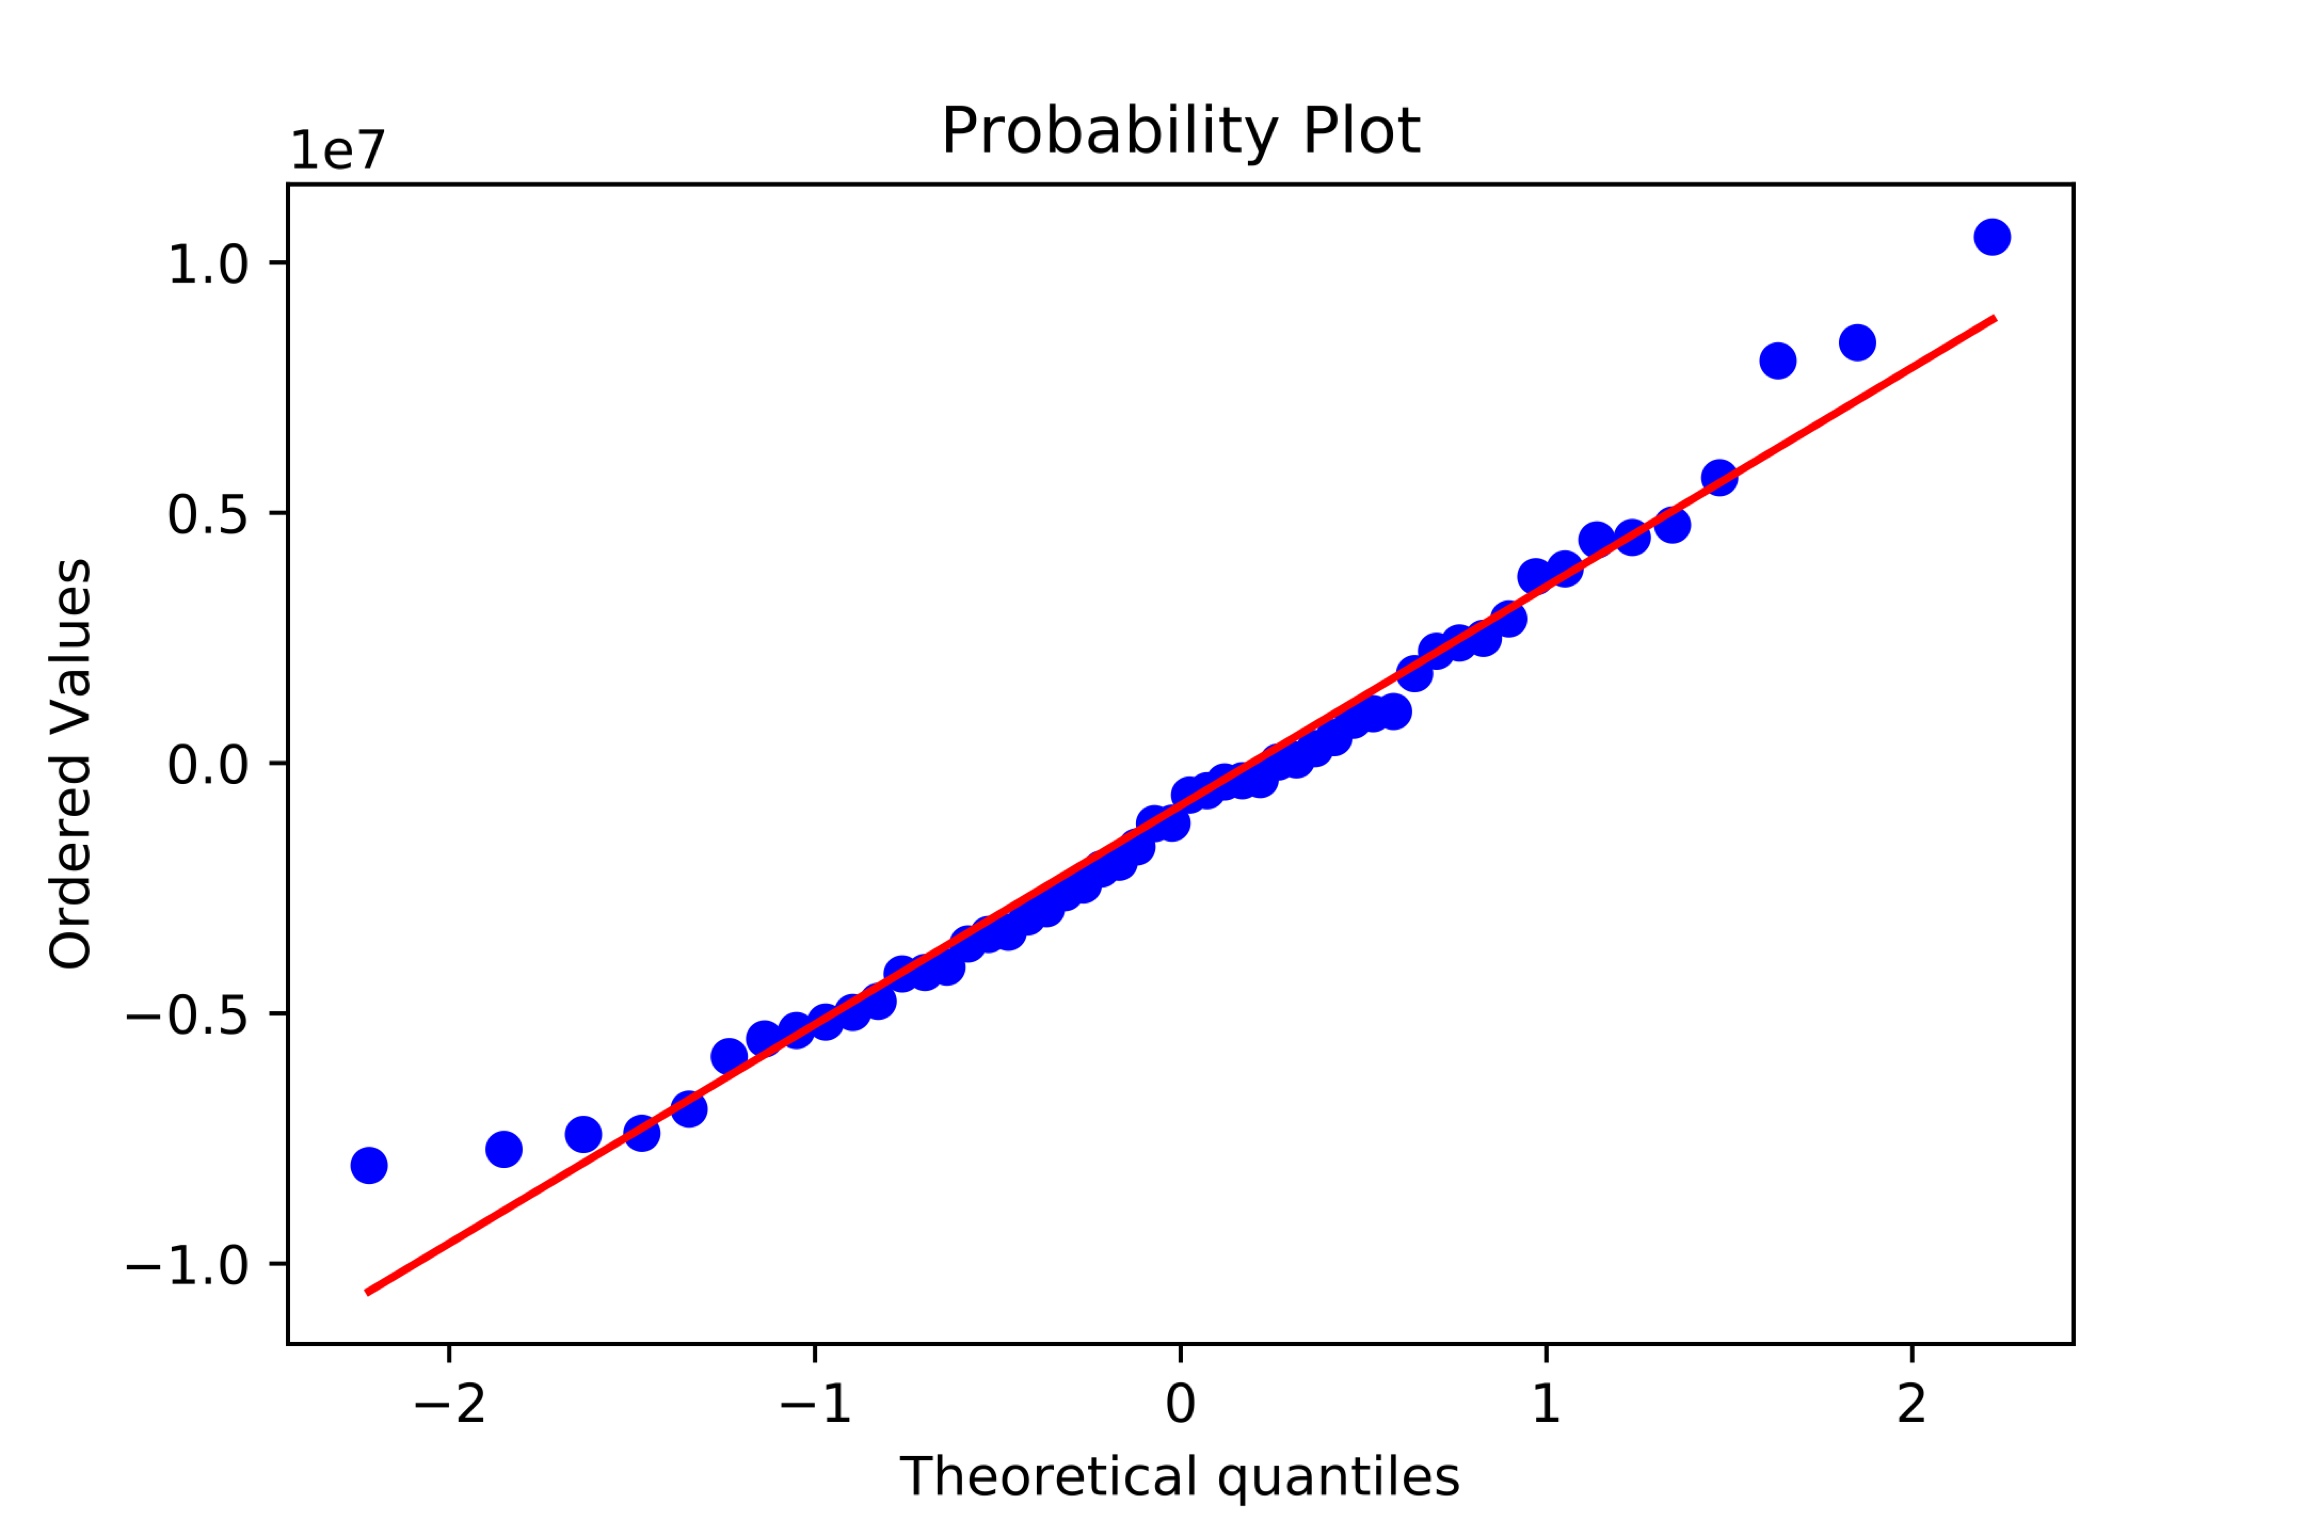 Probability Plot
1e7
1.0
0.5
0.0
−0.5
−1.0
Ordered Values
−2 −1 0 1 2
Theoretical quantiles